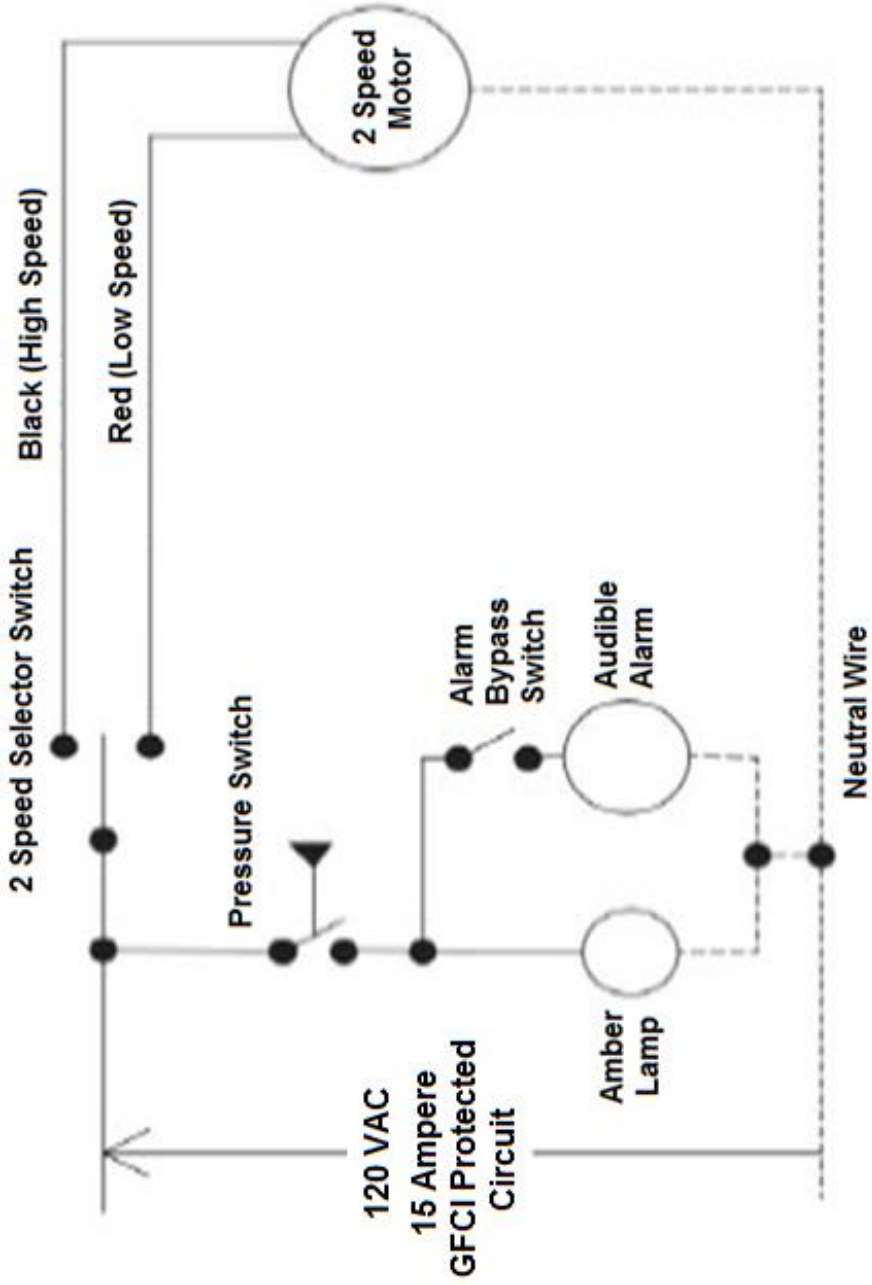 2 Speed Selector Switch
Black (High Speed)
Red (Low Speed)
2 Speed
Motor
Pressure Switch
Alarm
Bypass
Switch
Audible
Alarm
Amber
Lamp
120 VAC
15 Ampere
GFCI Protected
Circuit
Neutral Wire